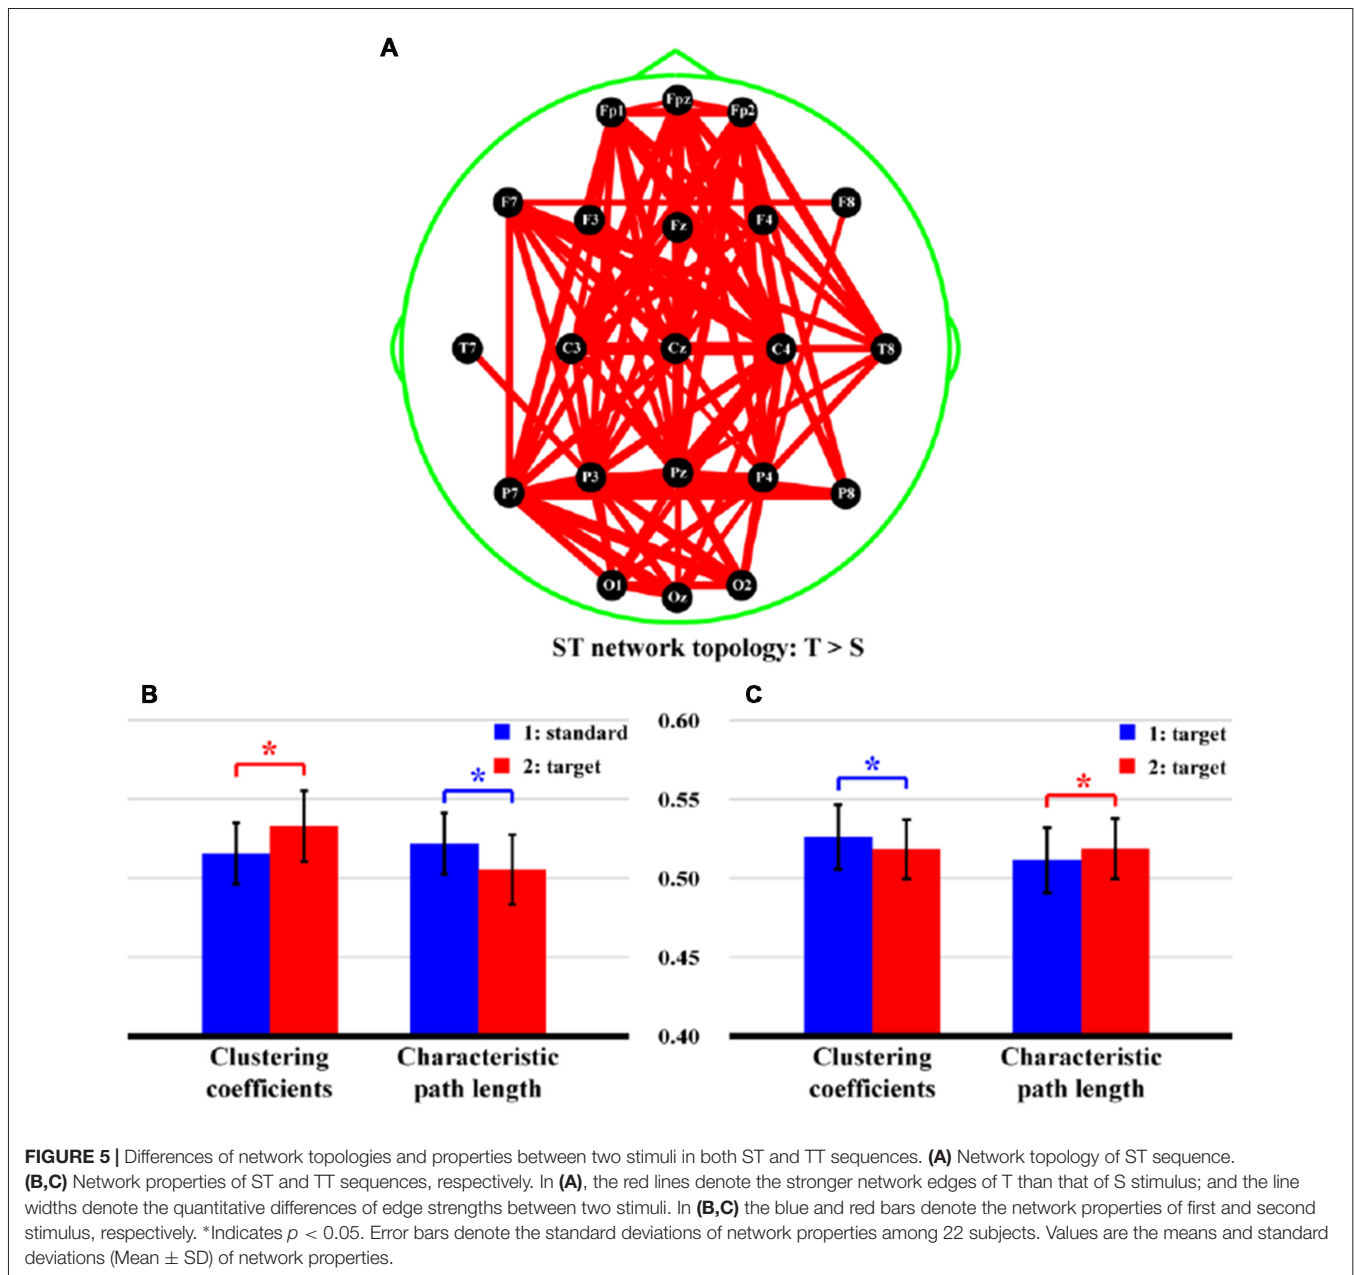 A
Fp1 Fpz Fp2
F7 F3 Fz F4 F8
T7 C3 Cz C4 T8
P7 P3 Pz P4 P8
O1 Oz O2
ST network topology: T > S
B
1: standard
2: target
*
*
Clustering coefficients
Characteristic path length
0.60
0.55
0.50
0.45
0.40
C
1: target
2: target
*
*
Clustering coefficients
Characteristic path length
FIGURE 5 | Differences of network topologies and properties between two stimuli in both ST and TT sequences. (A) Network topology of ST sequence.
(B,C) Network properties of ST and TT sequences, respectively. In (A), the red lines denote the stronger network edges of T than that of S stimulus; and the line
widths denote the quantitative differences of edge strengths between two stimuli. In (B,C) the blue and red bars denote the network properties of first and second
stimulus, respectively. *Indicates p < 0.05. Error bars denote the standard deviations of network properties among 22 subjects. Values are the means and standard
deviations (Mean ± SD) of network properties.